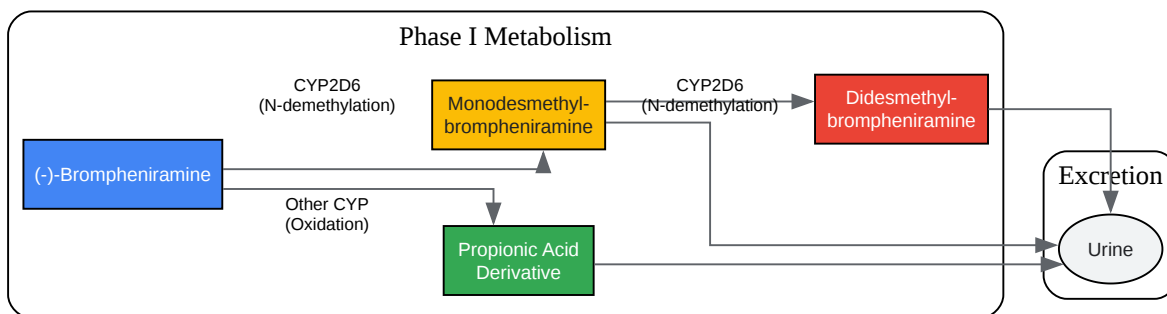 Phase I Metabolism
CYP2D6
(N-demethylation)
CYP2D6
(N-demethylation)
Monodesmethyl-
brompheniramine
Didesmethyl-
brompheniramine
(-)-Brompheniramine
Other CYP
(Oxidation)
Propionic Acid
Derivative
Excretion
Urine